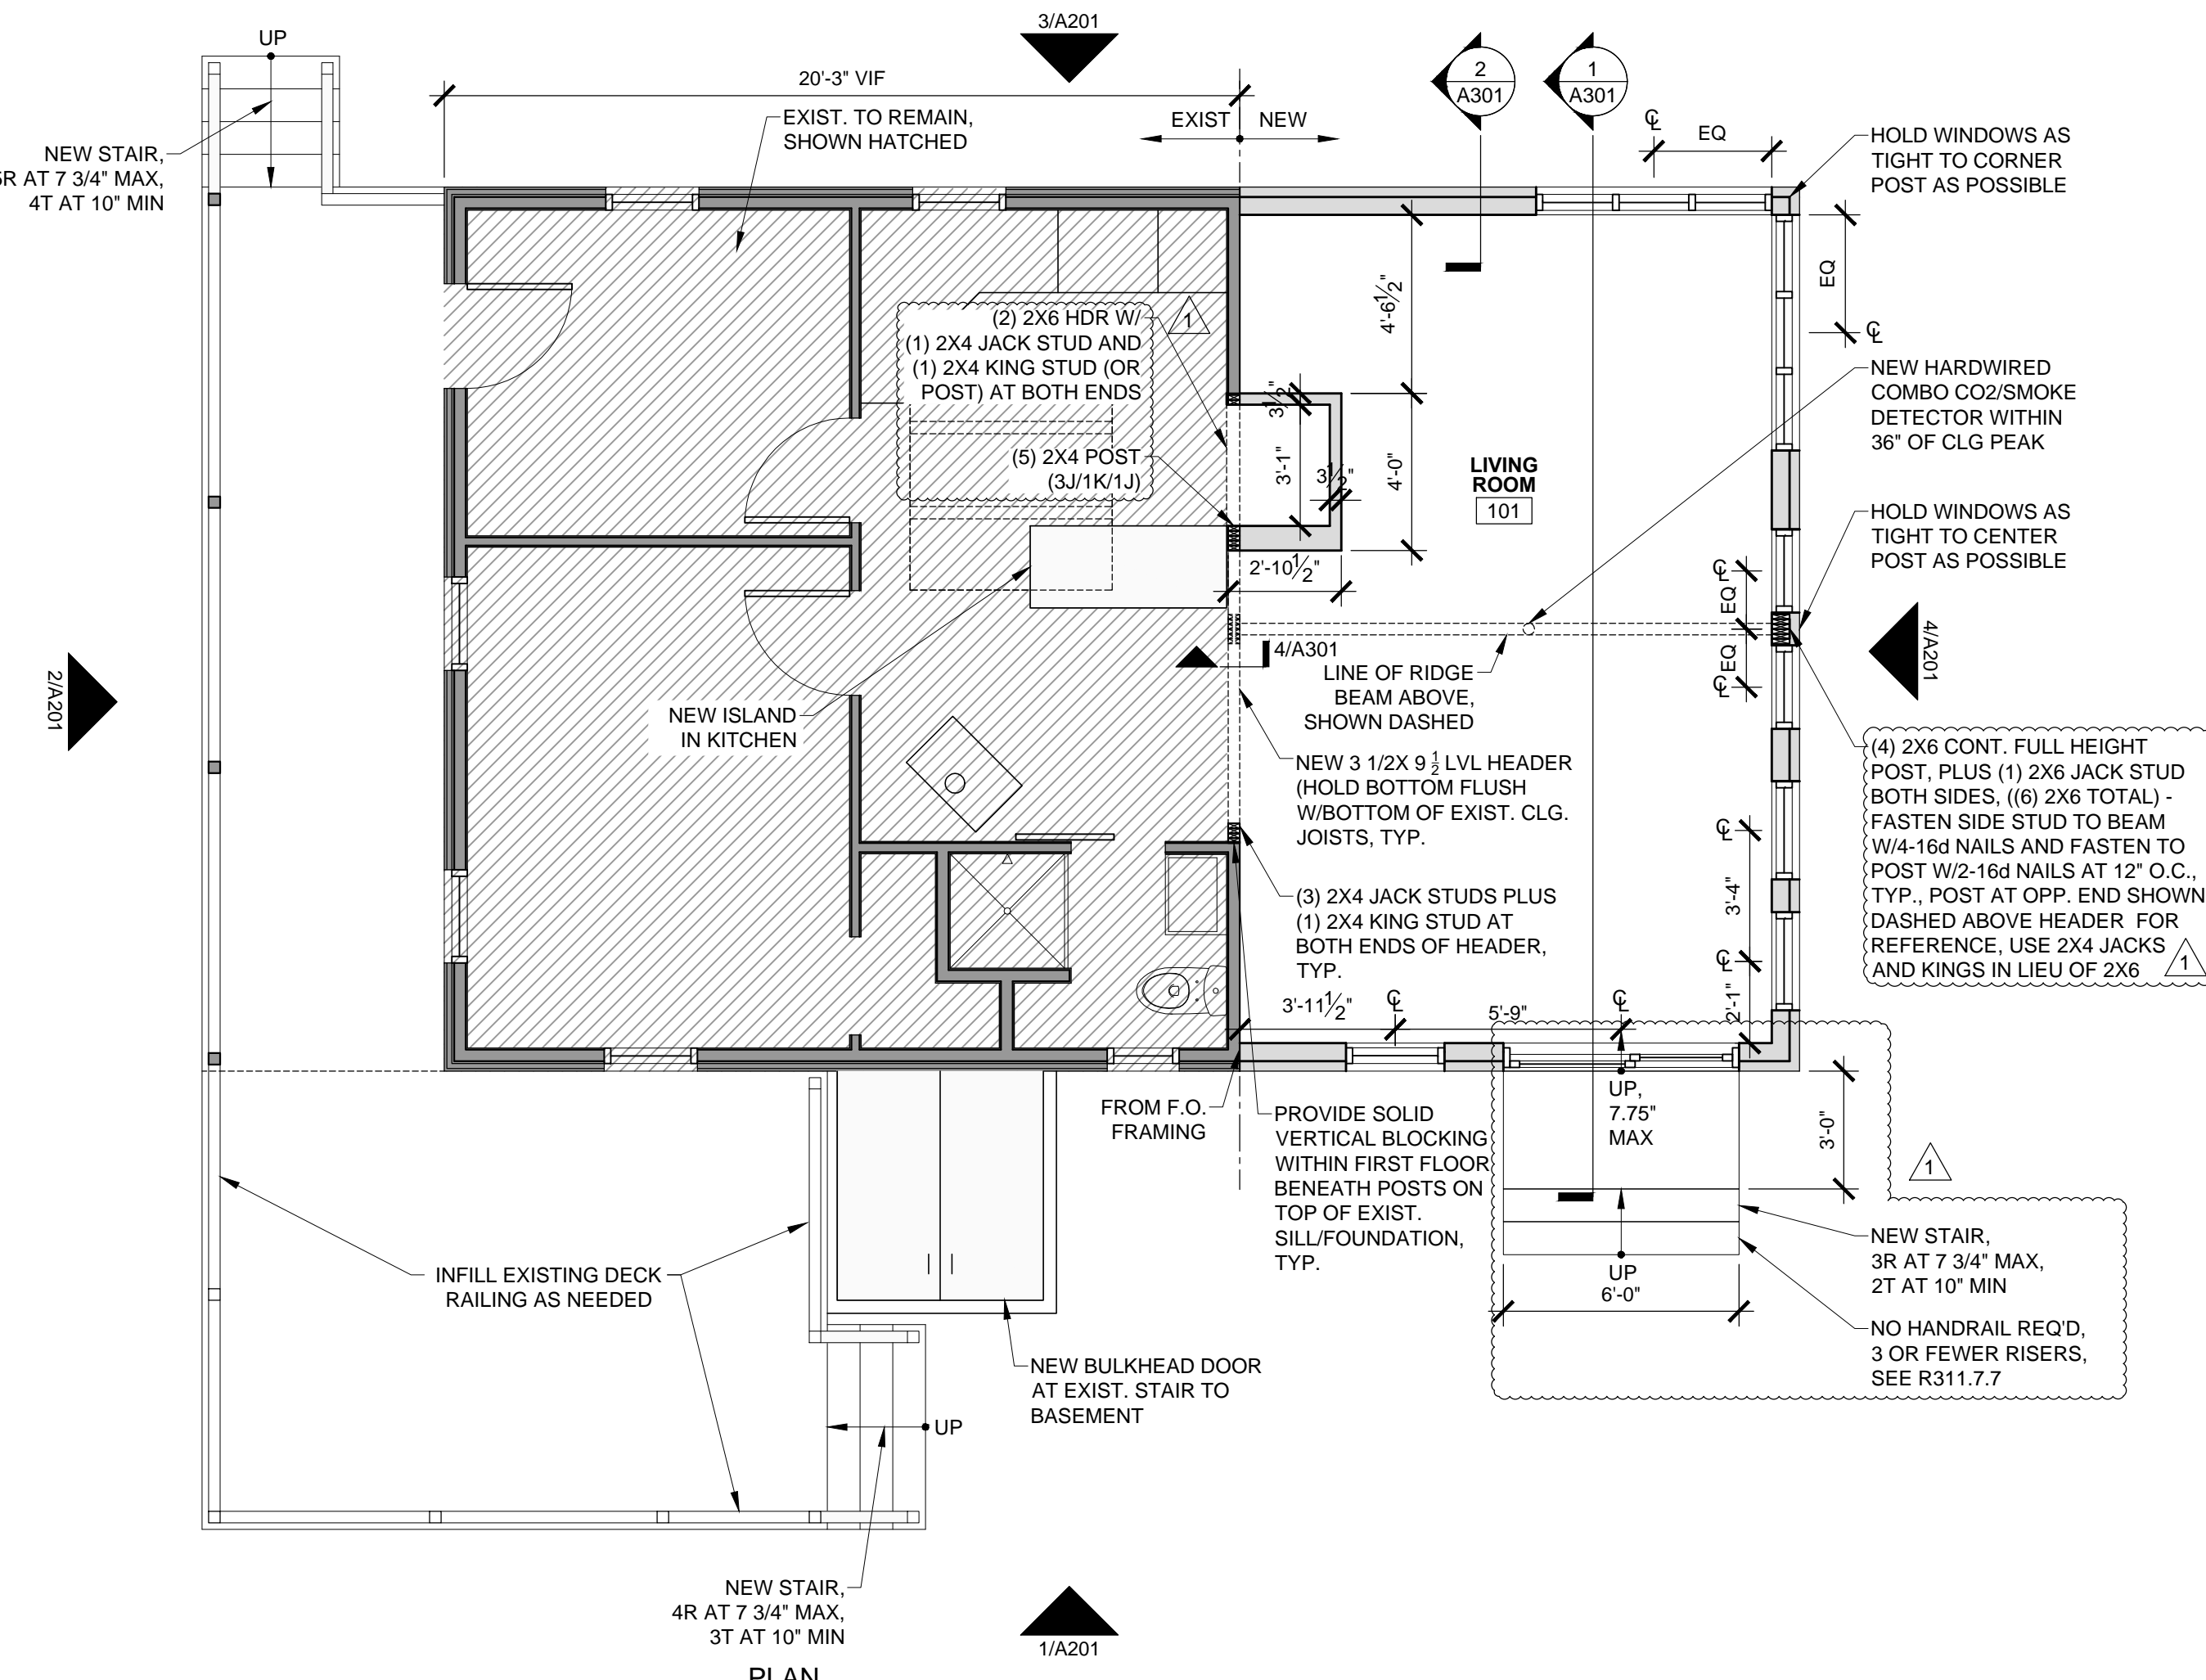 3/A201
UP
20'-3" VIF
2
A301
1
A301
EXIST. TO REMAIN,
SHOWN HATCHED
EXIST
NEW
℄
EQ
HOLD WINDOWS AS
TIGHT TO CORNER
POST AS POSSIBLE
NEW STAIR,
5R AT 7 3/4" MAX,
4T AT 10" MIN
EQ
℄
4'-6 1/2"
(2) 2X6 HDR W/
(1) 2X4 JACK STUD AND
(1) 2X4 KING STUD (OR
POST) AT BOTH ENDS
1
(5) 2X4 POST
(3J/1K/1J)
3 1/2"
3'-1"
3 1/2"
4'-0"
2'-10 1/2"
LIVING
ROOM
101
NEW HARDWIRED
COMBO CO2/SMOKE
DETECTOR WITHIN
36" OF CLG PEAK
HOLD WINDOWS AS
TIGHT TO CENTER
POST AS POSSIBLE
℄
EQ
EQ
℄
4/A201
2/A201
4/A301
LINE OF RIDGE
BEAM ABOVE,
SHOWN DASHED
NEW ISLAND
IN KITCHEN
NEW 3 1/2X 9 1/2 LVL HEADER
(HOLD BOTTOM FLUSH
W/BOTTOM OF EXIST. CLG.
JOISTS, TYP.
(4) 2X6 CONT. FULL HEIGHT
POST, PLUS (1) 2X6 JACK STUD
BOTH SIDES, ((6) 2X6 TOTAL) -
FASTEN SIDE STUD TO BEAM
W/4-16d NAILS AND FASTEN TO
POST W/2-16d NAILS AT 12" O.C.,
TYP., POST AT OPP. END SHOWN
DASHED ABOVE HEADER FOR
REFERENCE, USE 2X4 JACKS
AND KINGS IN LIEU OF 2X6
1
(3) 2X4 JACK STUDS PLUS
(1) 2X4 KING STUD AT
BOTH ENDS OF HEADER,
TYP.
℄
3'-4"
℄
2'-1"
3'-11 1/2"
℄
5'-9"
℄
FROM F.O.
FRAMING
PROVIDE SOLID
VERTICAL BLOCKING
WITHIN FIRST FLOOR
BENEATH POSTS ON
TOP OF EXIST.
SILL/FOUNDATION,
TYP.
UP,
7.75"
MAX
3'-0"
1
UP
6'-0"
NEW STAIR,
3R AT 7 3/4" MAX,
2T AT 10" MIN
NO HANDRAIL REQ'D,
3 OR FEWER RISERS,
SEE R311.7.7
INFILL EXISTING DECK
RAILING AS NEEDED
NEW BULKHEAD DOOR
AT EXIST. STAIR TO
BASEMENT
UP
NEW STAIR,
4R AT 7 3/4" MAX,
3T AT 10" MIN
1/A201
PLAN